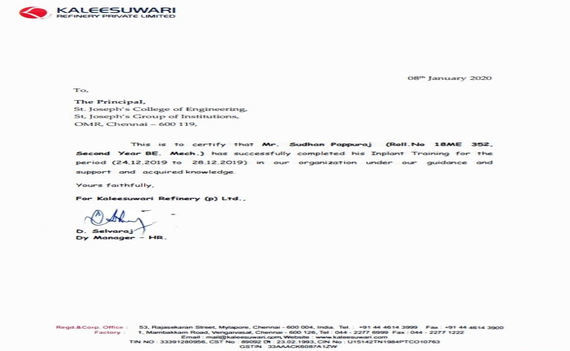 KALEESUWARI
REFINERY PRIVATE LIMITED
08th January 2020
To,
The Principal,
St. Joseph's College of Engineering,
St, Joseph's Group of Institutions,
OMR, Chennai – 600 119,
This is to certify that Mr. Sudhan Pappuraj (Roll.No 18ME 352,
Second Year BE. Mech.) has successfully completed his Inplant Training for the
period (24.12.2019 to 28.12.2019) in our organization under our guidance and
support and acquired knowledge.
Yours faithfully,
For Kaleesuwari Refinery (p) Ltd.,
D. Selvaraj
Dy Manager – HR.
Regd.&Corp. Office : 53, Rajasekaran Street, Mylapore, Chennai - 600 004, India. Tel : +91 44 4614 3999 Fax : +91 44 4614 3900
Factory : 1, Mambakkam Road, Vengaivasal, Chennai - 600 126, Tel : 044 - 2277 6999 Fax : 044 - 2277 1222
Email : mail@kaleesuwari.com, Website : www.kaleesuwari.com
TIN NO : 33391280956, CST No : 89092 Dt : 23.02.1993, CIN No : U15142TN1984PTC010763
GSTIN : 33AAACK6087A1ZW